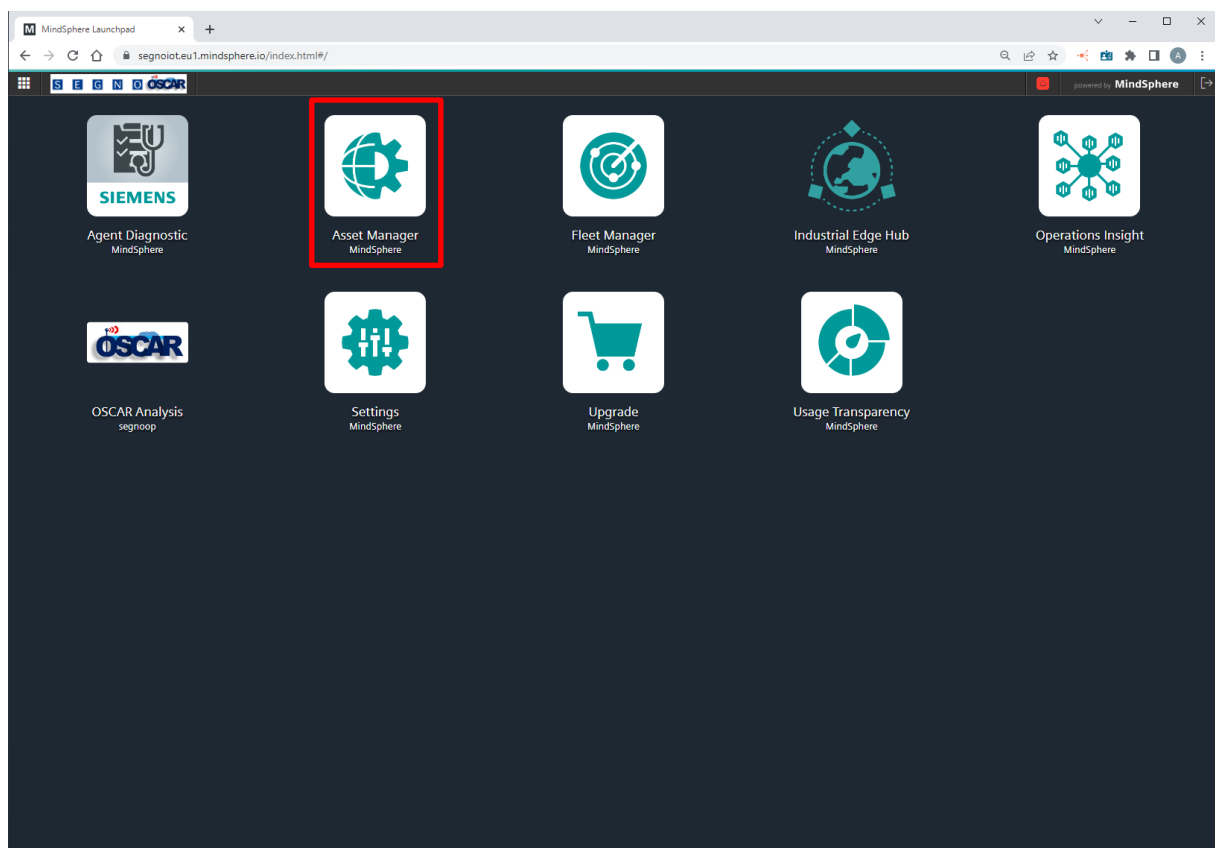 M MindSphere Launchpad
segnoiot.eu1.mindsphere.io/index.html#/
A
S E G N O OSCAR
powered by MindSphere
SIEMENS
Agent Diagnostic
MindSphere
Asset Manager
MindSphere
Fleet Manager
MindSphere
Industrial Edge Hub
MindSphere
Operations Insight
MindSphere
OSCAR
OSCAR Analysis
segnoop
Settings
MindSphere
Upgrade
MindSphere
Usage Transparency
MindSphere